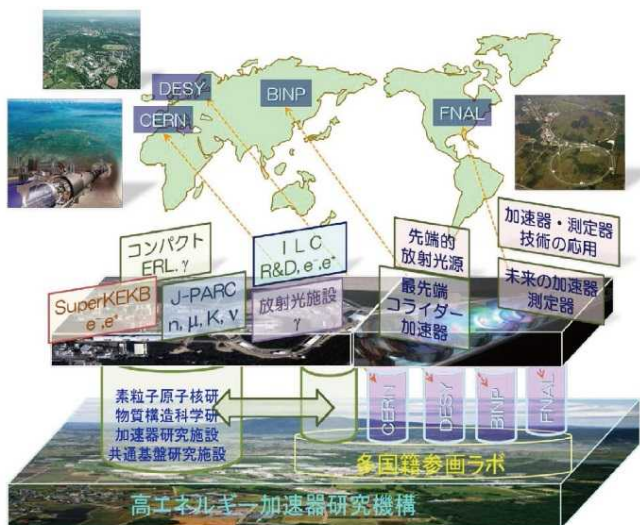 DESY
BINP
CERN
FNAL
コンパクト
ERL, γ
ILC
R&D, e⁻,e⁺
先端的
放射光源
加速器・測定器
技術の応用
SuperKEKB
e⁻,e⁺
J-PARC
n, μ, K, ν
放射光施設
γ
最先端
コライダー
加速器
未来の加速器
測定器
素粒子原子核研
物質構造科学研
加速器研究施設
共通基盤研究施設
CERN
DESY
BINP
FNAL
多国籍参画ラボ
高エネルギー加速器研究機構